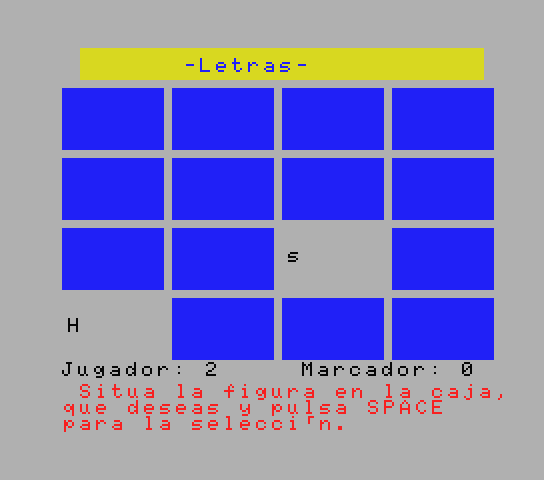 -Letras-
s
H
Jugador: 2 Marcador: 0
Situa la figura en la caja,
que deseas y pulsa SPACE
para la selecci┌n.